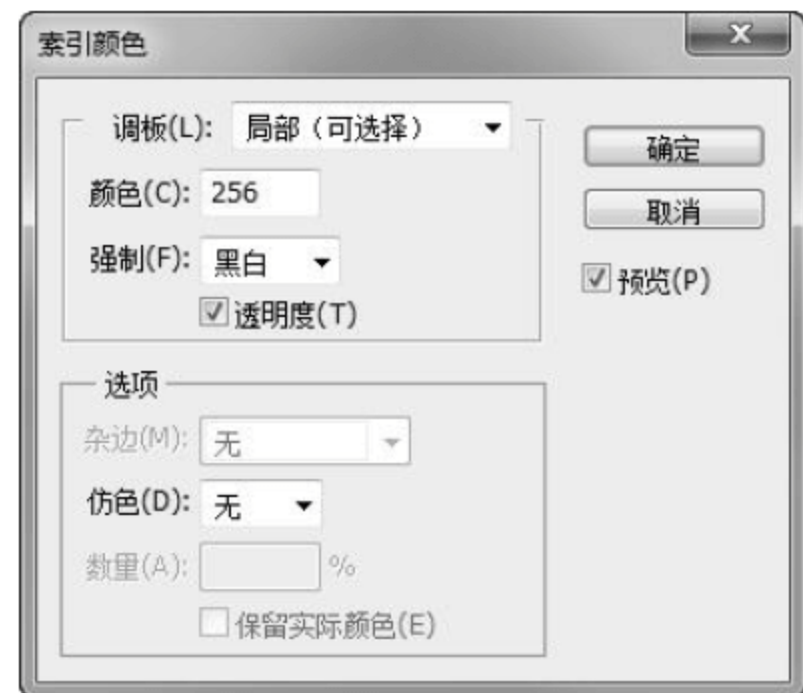 索引颜色
调板(L): 局部（可选择）
颜色(C): 256
强制(F): 黑白
透明度(T)
确定
取消
预览(P)
选项
杂边(M): 无
仿色(D): 无
数量(A): %
保留实际颜色(E)